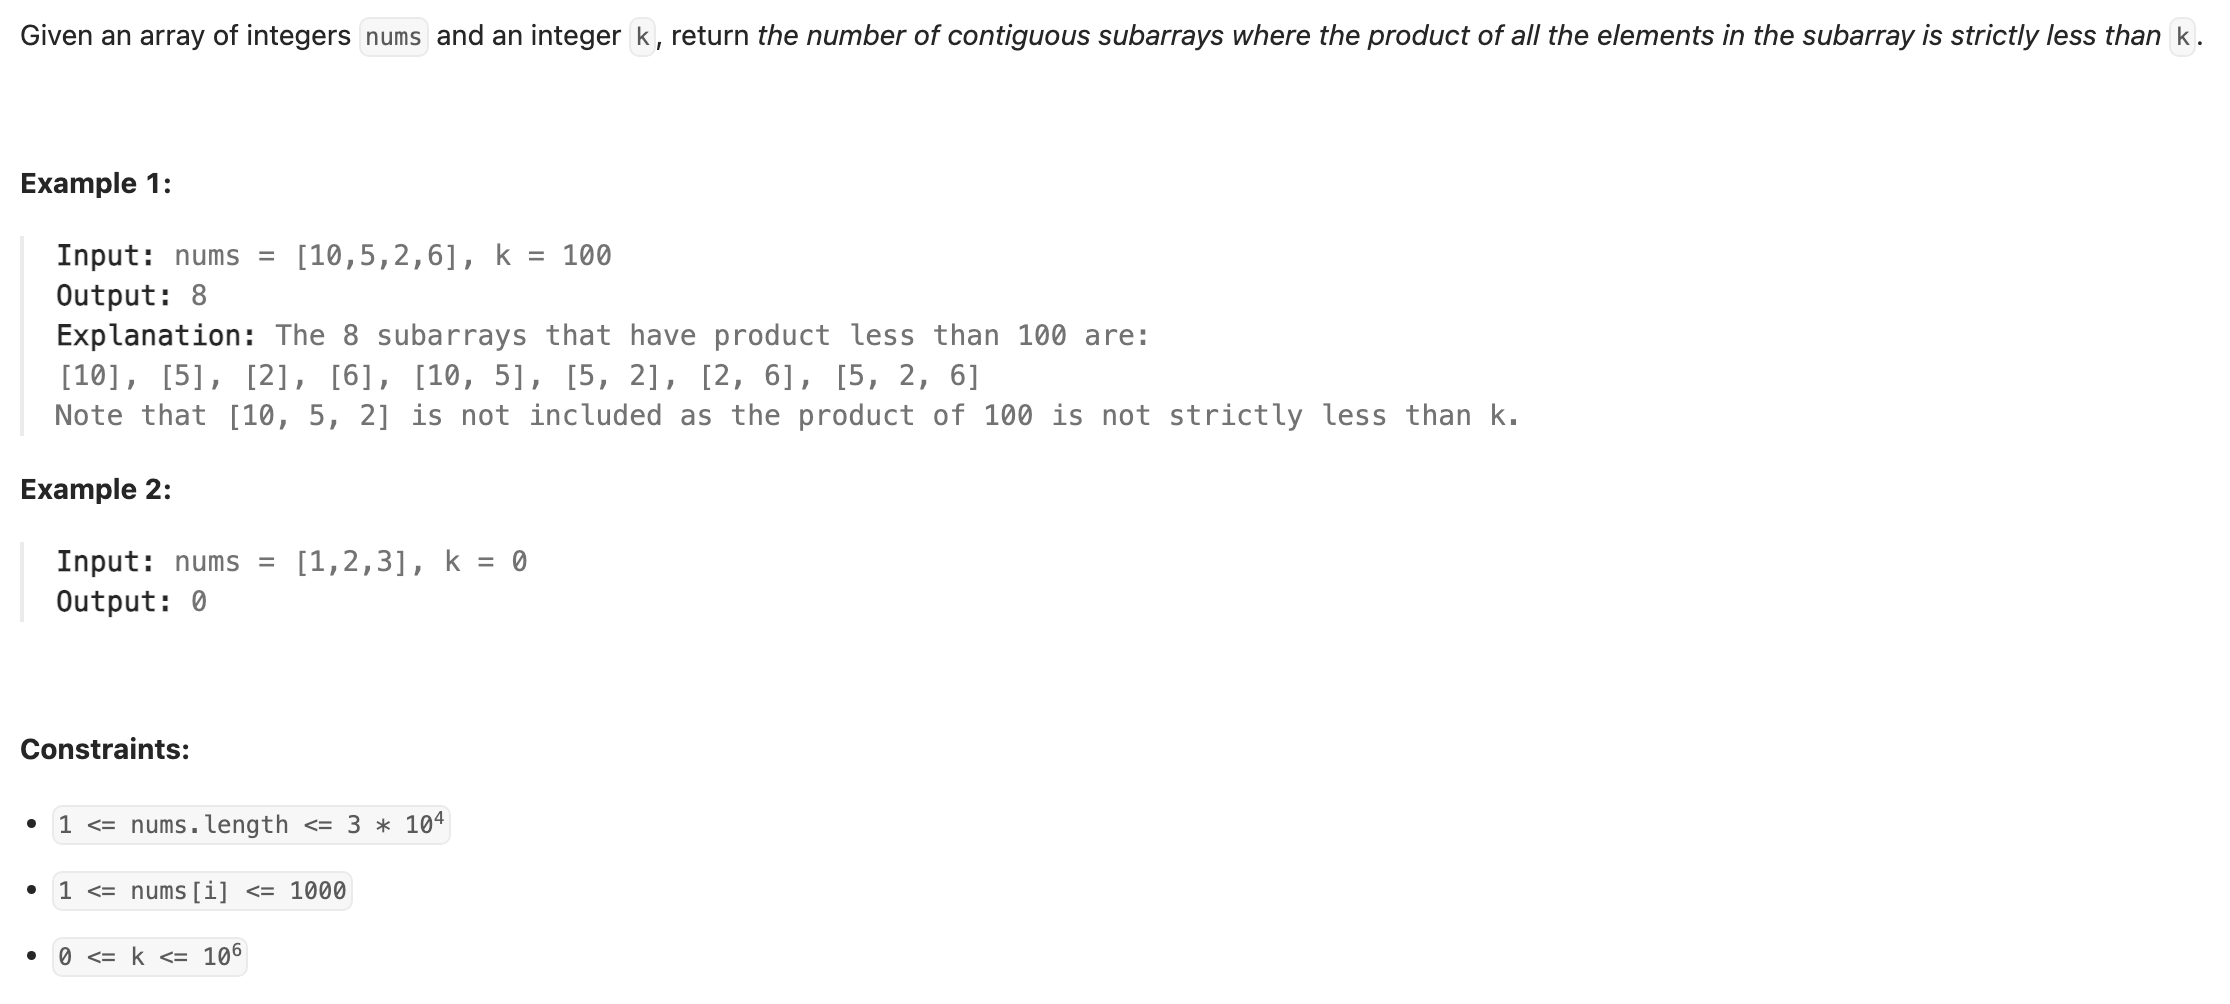 Given an array of integers nums and an integer k, return the number of contiguous subarrays where the product of all the elements in the subarray is strictly less than k.
Example 1:
Input: nums = [10,5,2,6], k = 100
Output: 8
Explanation: The 8 subarrays that have product less than 100 are:
[10], [5], [2], [6], [10, 5], [5, 2], [2, 6], [5, 2, 6]
Note that [10, 5, 2] is not included as the product of 100 is not strictly less than k.
Example 2:
Input: nums = [1,2,3], k = 0
Output: 0
Constraints:
• 1 <= nums.length <= 3 * 10⁴
• 1 <= nums[i] <= 1000
• 0 <= k <= 10⁶